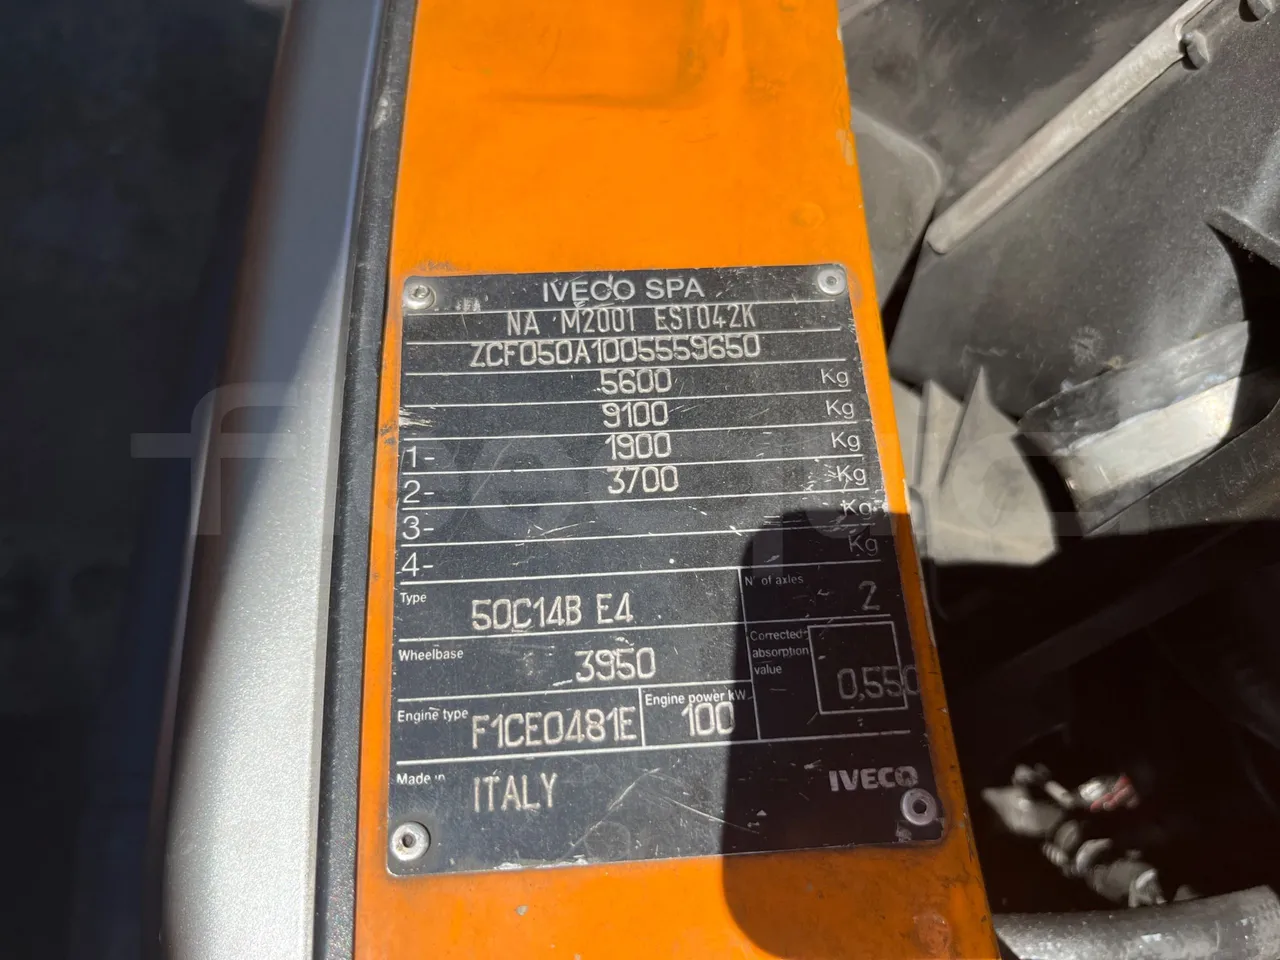 IVECO SPA
NA M2001 EST042K
ZCF050A1005559650
5600 Kg
9100 Kg
1- 1900 Kg
2- 3700 Kg
3- Kg
4- Kg
Type 50C14B E4
N° of axles 2
Wheelbase 3950
Corrected absorption value 0,550
Engine type F1CE0481E
Engine power kW 100
Made in ITALY
IVECO